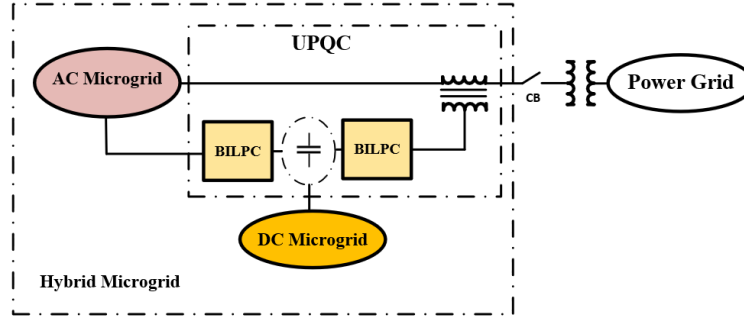 UPQC
AC Microgrid
Power Grid
CB
BILPC
BILPC
DC Microgrid
Hybrid Microgrid